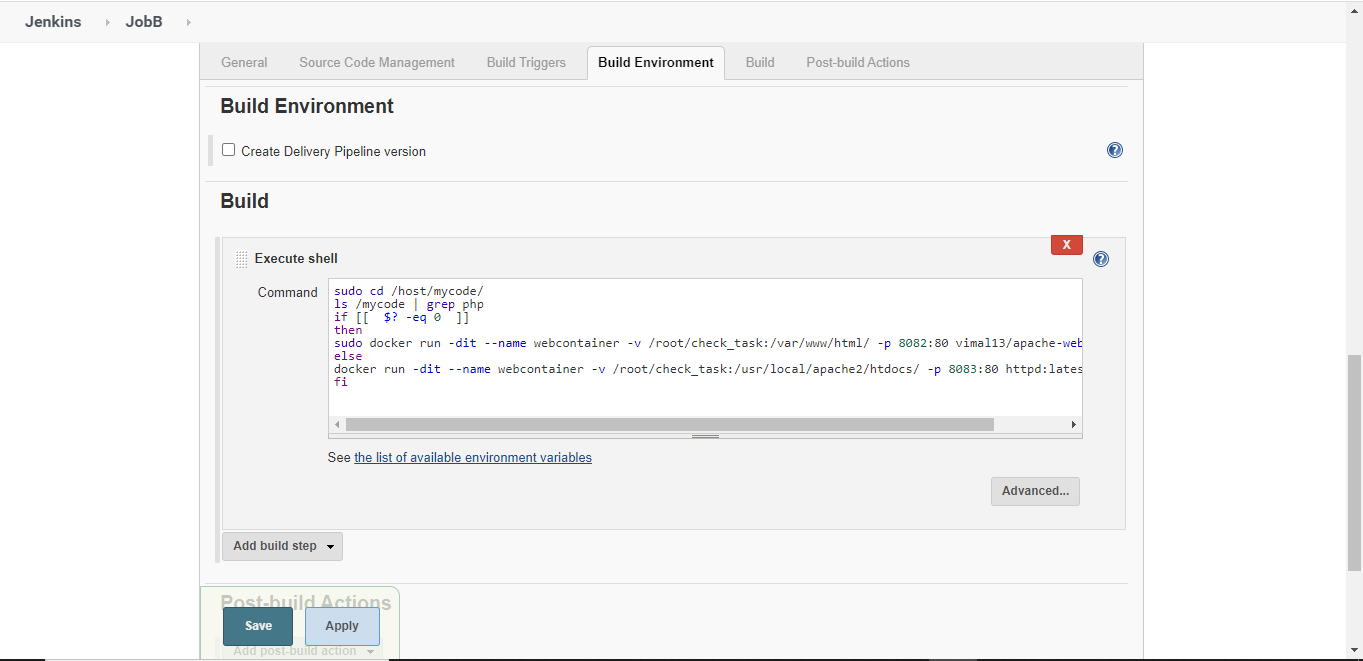 Jenkins JobB
General Source Code Management Build Triggers Build Environment Build Post-build Actions
Build Environment
Create Delivery Pipeline version
Build
X
Execute shell
Command
sudo cd /host/mycode/
ls /mycode | grep php
if [[  $? -eq 0  ]]
then
sudo docker run -dit --name webcontainer -v /root/check_task:/var/www/html/ -p 8082:80 vimal13/apache-web
else
docker run -dit --name webcontainer -v /root/check_task:/usr/local/apache2/htdocs/ -p 8083:80 httpd:lates
fi
See the list of available environment variables
Advanced...
Add build step
Post-build Actions
Save Apply
Add post-build action